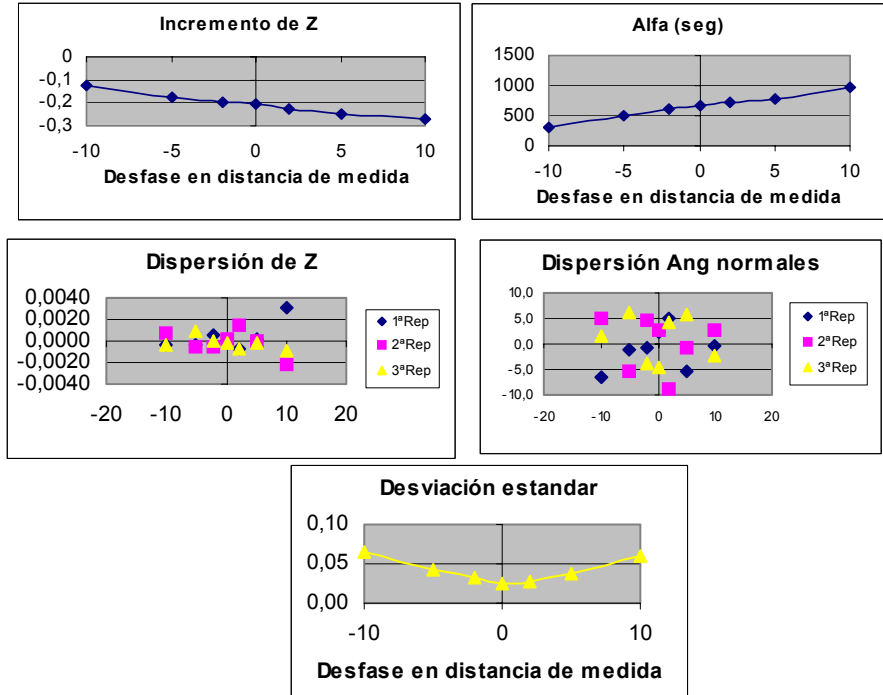 Incremento de Z
0
-0,1
-0,2
-0,3
-10 -5 0 5 10
Desfase en distancia de medida
Alfa (seg)
1500
1000
500
0
-10 -5 0 5 10
Desfase en distancia de medida
Dispersión de Z
0,0040
0,0020
0,0000
-0,0020
-0,0040
-20 -10 0 10 20
1ªRep
2ªRep
3ªRep
Dispersión Ang normales
10,0
5,0
0,0
-5,0
-10,0
-20 -10 0 10 20
1ªRep
2ªRep
3ªRep
Desviación estandar
0,10
0,05
0,00
-10 0 10
Desfase en distancia de medida